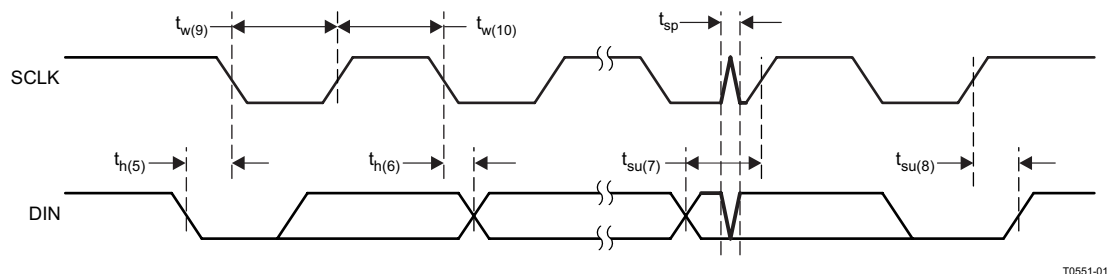 t_w(9)
t_w(10)
t_sp
SCLK
t_h(5)
t_h(6)
t_su(7)
t_su(8)
DIN
T0551-01